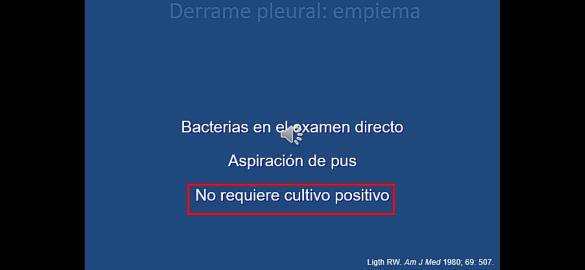 Derrame pleural: empiema
Bacterias en el examen directo
Aspiración de pus
No requiere cultivo positivo
Ligth RW. Am J Med 1980; 69: 507.